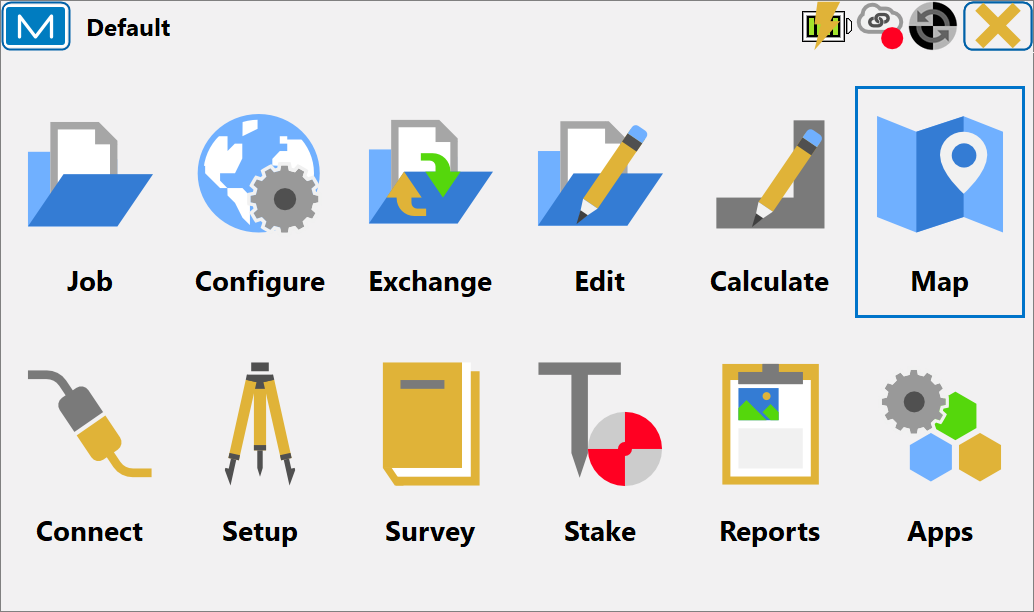 Default
Job
Configure
Exchange
Edit
Calculate
Map
Connect
Setup
Survey
Stake
Reports
Apps